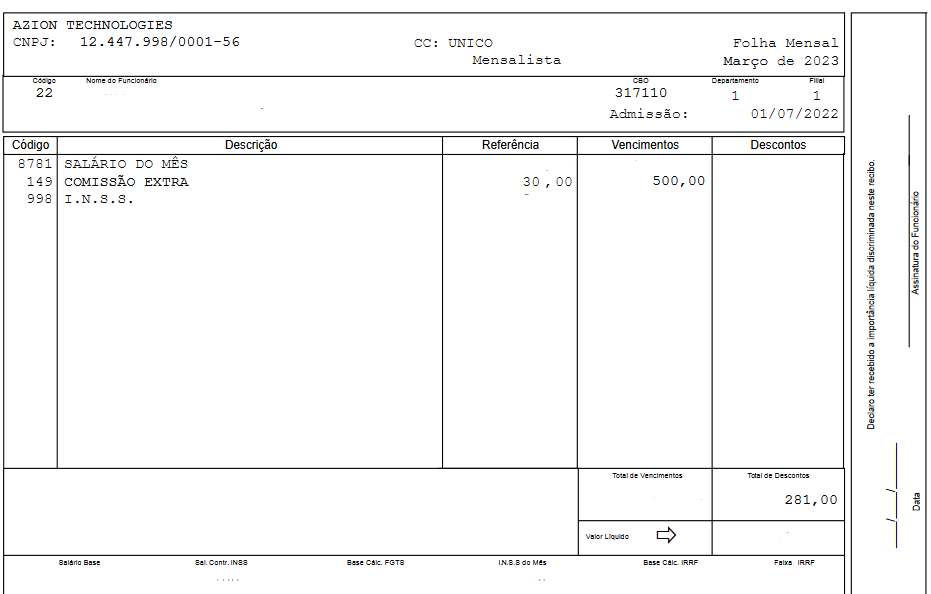 AZION TECHNOLOGIES
CNPJ: 12.447.998/0001-56 CC: UNICO Folha Mensal
Mensalista Março de 2023
Código Nome do Funcionário CBO Departamento Filial
22 317110 1 1
Admissão: 01/07/2022
Código Descrição Referência Vencimentos Descontos
8781 SALÁRIO DO MÊS
149 COMISSÃO EXTRA 30,00 500,00
998 I.N.S.S.
Total de Vencimentos Total de Descontos
281,00
Valor Líquido
Salário Base Sal. Contr. INSS Base Cálc. FGTS I.N.S.S do Mês Base Cálc. IRRF Faixa IRRF
Declaro ter recebido a importância líquida discriminada neste recibo.
Assinatura do Funcionário
/ /
Data